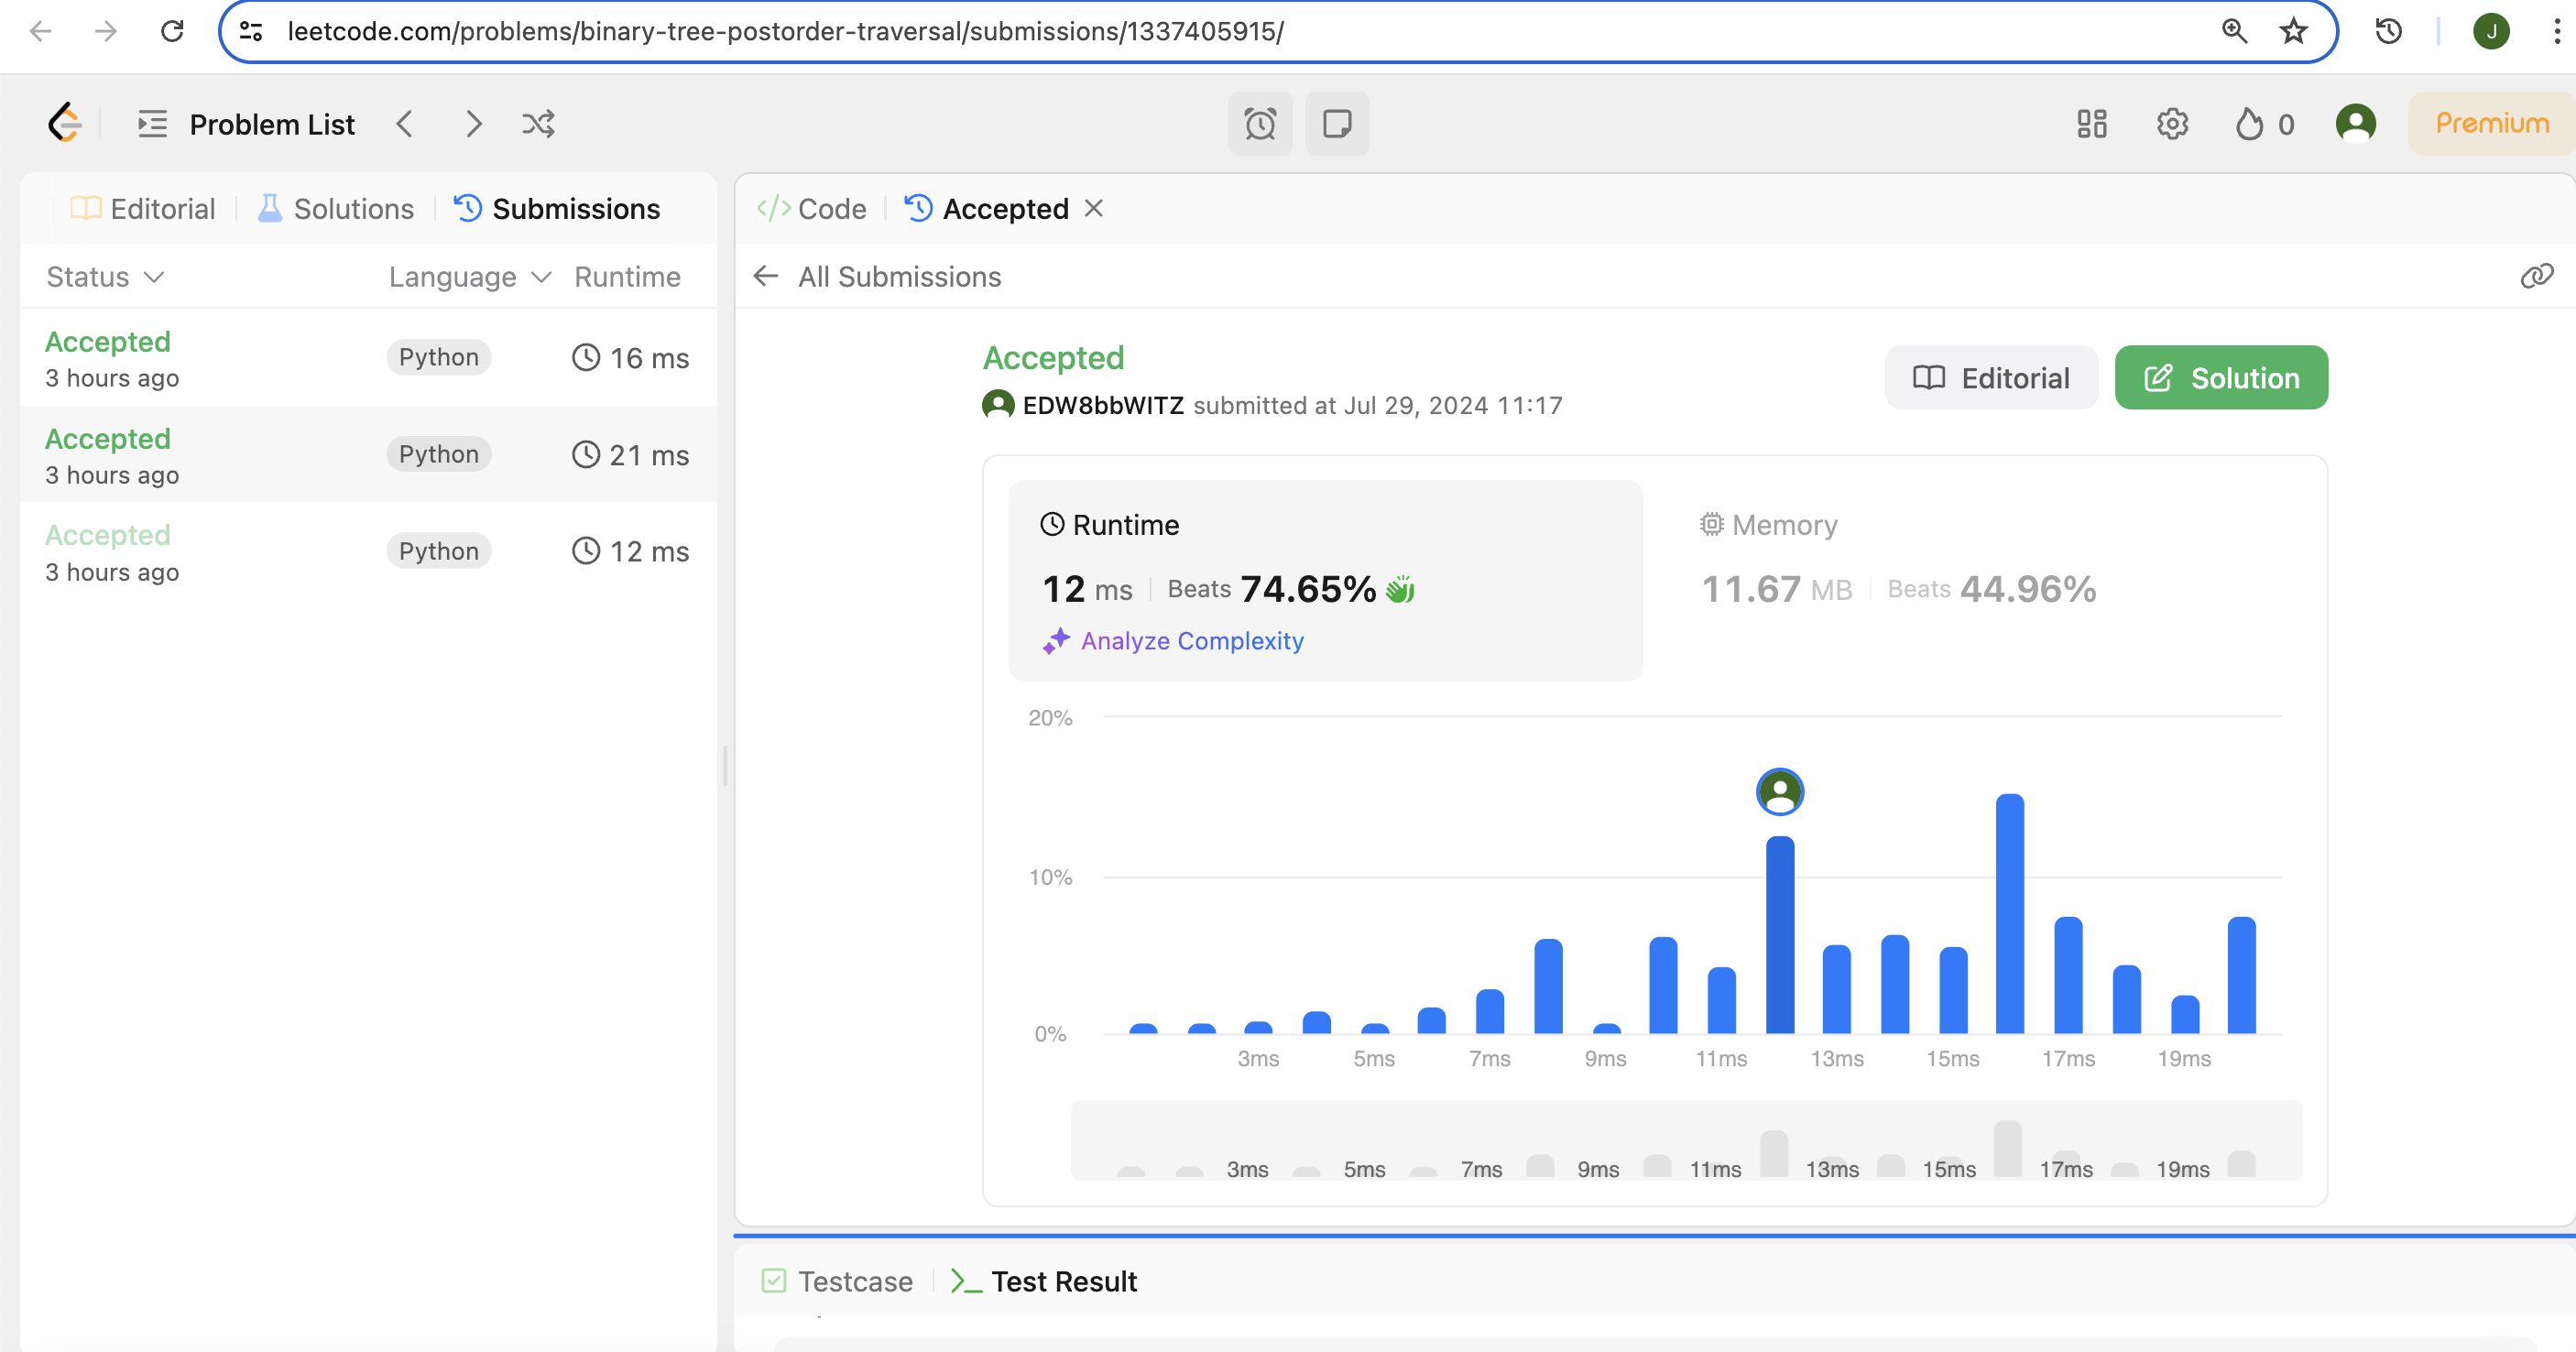 leetcode.com/problems/binary-tree-postorder-traversal/submissions/1337405915/
J
Problem List
0
Premium
Editorial
Solutions
Submissions
Status
Language
Runtime
Accepted
3 hours ago
Python
16 ms
Accepted
3 hours ago
Python
21 ms
Accepted
3 hours ago
Python
12 ms
</> Code
Accepted
All Submissions
Accepted
EDW8bbWITZ submitted at Jul 29, 2024 11:17
Editorial
Solution
Runtime
12 ms Beats 74.65%
Analyze Complexity
Memory
11.67 MB Beats 44.96%
20%
10%
0%
3ms 5ms 7ms 9ms 11ms 13ms 15ms 17ms 19ms
3ms 5ms 7ms 9ms 11ms 13ms 15ms 17ms 19ms
Testcase
>_ Test Result